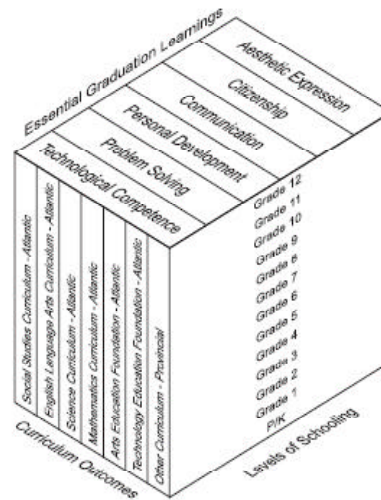 Essential Graduation Learnings
Aesthetic Expression
Citizenship
Communication
Personal Development
Problem Solving
Technological Competence
Social Studies Curriculum - Atlantic
English Language Arts Curriculum - Atlantic
Science Curriculum - Atlantic
Mathematics Curriculum - Atlantic
Arts Education Foundation - Atlantic
Technology Education Foundation - Atlantic
Other Curriculum - Provincial
Curriculum Outcomes
Grade 12
Grade 11
Grade 10
Grade 9
Grade 8
Grade 7
Grade 6
Grade 5
Grade 4
Grade 3
Grade 2
Grade 1
P/K
Levels of Schooling